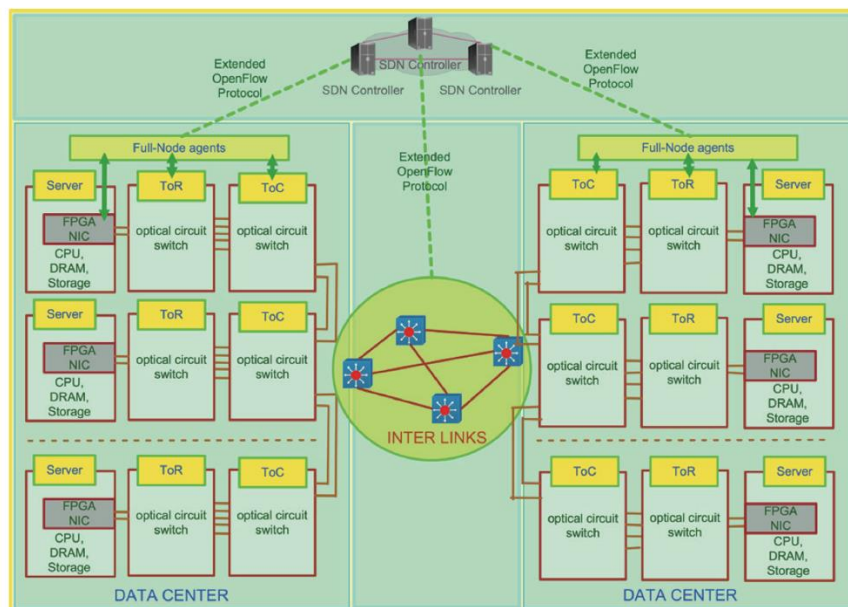 SDN Controller
SDN Controller
SDN Controller
Extended
OpenFlow
Protocol
Extended
OpenFlow
Protocol
Extended
OpenFlow
Protocol
Full-Node agents
Server
FPGA
NIC
CPU,
DRAM,
Storage
ToR
optical circuit
switch
ToC
optical circuit
switch
Server
FPGA
NIC
CPU,
DRAM,
Storage
ToR
optical circuit
switch
ToC
optical circuit
switch
Server
FPGA
NIC
CPU,
DRAM,
Storage
ToR
optical circuit
switch
ToC
optical circuit
switch
DATA CENTER
INTER LINKS
Full-Node agents
ToC
optical circuit
switch
ToR
optical circuit
switch
Server
FPGA
NIC
CPU,
DRAM,
Storage
ToC
optical circuit
switch
ToR
optical circuit
switch
Server
FPGA
NIC
CPU,
DRAM,
Storage
ToC
optical circuit
switch
ToR
optical circuit
switch
Server
FPGA
NIC
CPU,
DRAM,
Storage
DATA CENTER